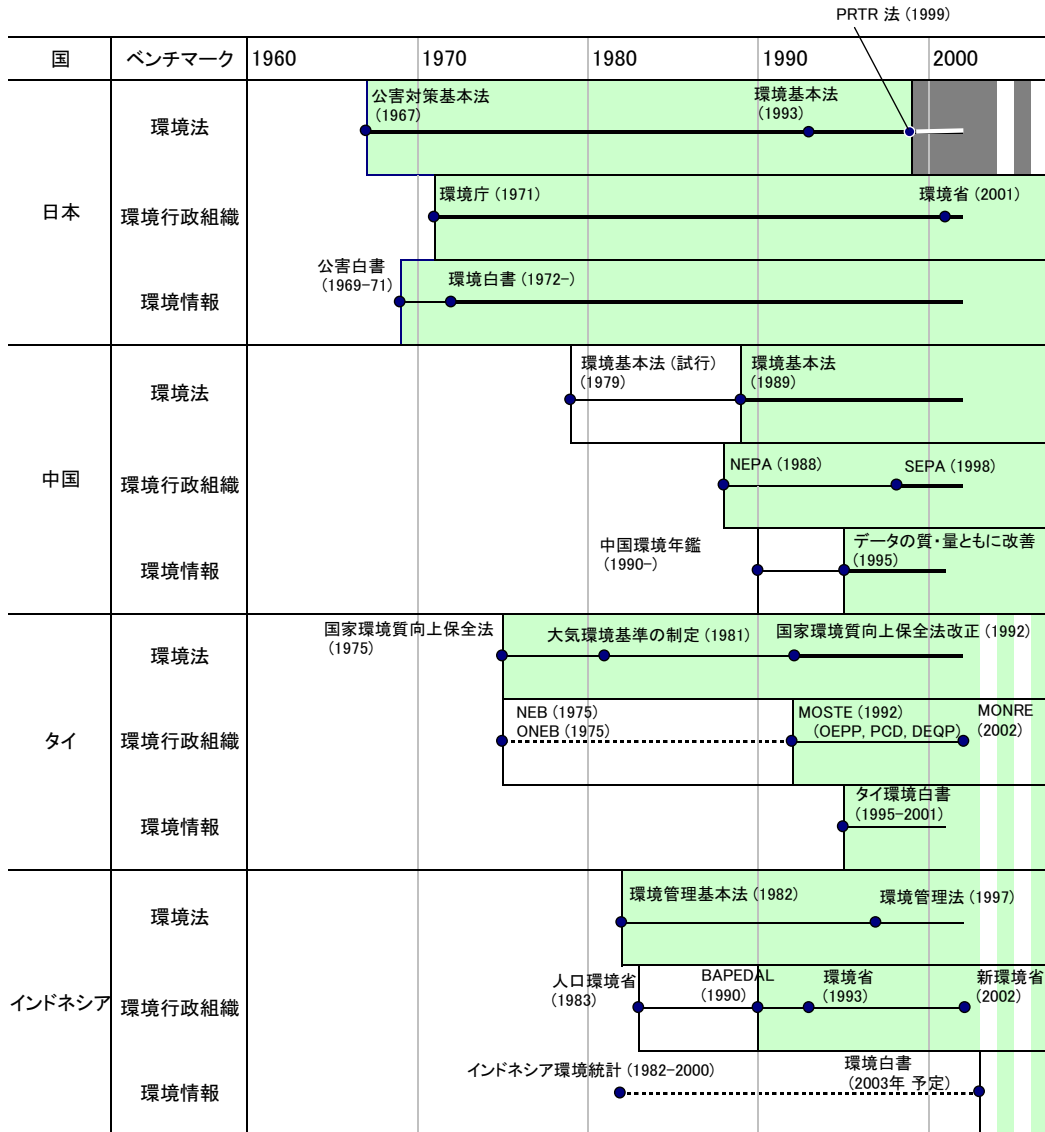 PRTR 法 (1999)
国 ベンチマーク 1960 1970 1980 1990 2000
日本
環境法
公害対策基本法
(1967)
環境基本法
(1993)
環境行政組織
環境庁 (1971)
環境省 (2001)
環境情報
公害白書
(1969-71)
環境白書 (1972-)
中国
環境法
環境基本法 (試行)
(1979)
環境基本法
(1989)
環境行政組織
NEPA (1988)
SEPA (1998)
環境情報
中国環境年鑑
(1990-)
データの質・量ともに改善
(1995)
タイ
環境法
国家環境質向上保全法
(1975)
大気環境基準の制定 (1981)
国家環境質向上保全法改正 (1992)
環境行政組織
NEB (1975)
ONEB (1975)
MOSTE (1992)
(OEPP, PCD, DEQP)
MONRE
(2002)
環境情報
タイ環境白書
(1995-2001)
インドネシア
環境法
環境管理基本法 (1982)
環境管理法 (1997)
環境行政組織
人口環境省
(1983)
BAPEDAL
(1990)
環境省
(1993)
新環境省
(2002)
環境情報
インドネシア環境統計 (1982-2000)
環境白書
(2003年 予定)